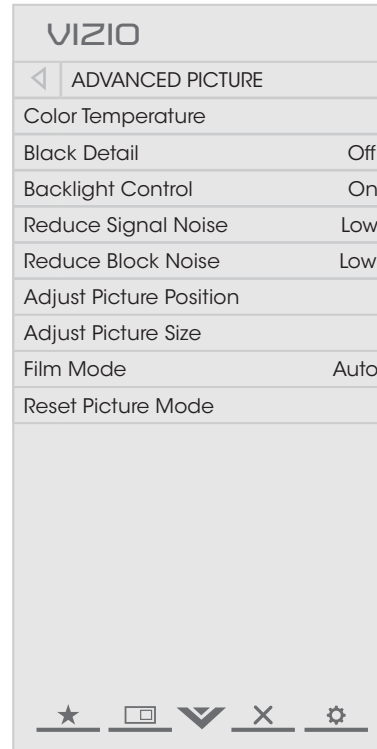 VIZIO
ADVANCED PICTURE
Color Temperature
Black Detail Off
Backlight Control On
Reduce Signal Noise Low
Reduce Block Noise Low
Adjust Picture Position
Adjust Picture Size
Film Mode Auto
Reset Picture Mode